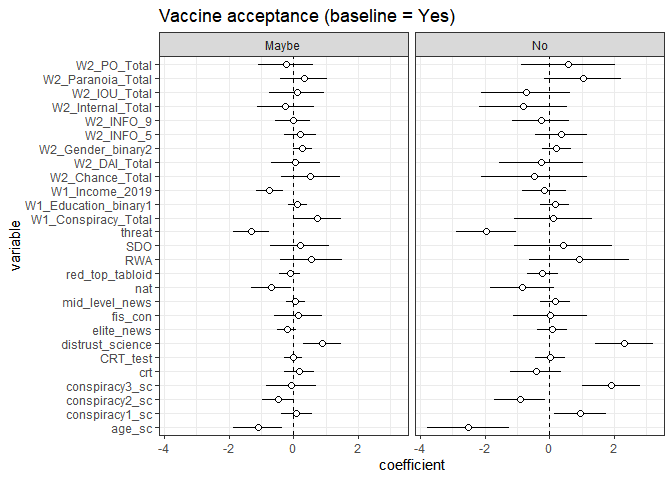 Vaccine acceptance (baseline = Yes)
Maybe
No
W2_PO_Total
W2_Paranoia_Total
W2_IOU_Total
W2_Internal_Total
W2_INFO_9
W2_INFO_5
W2_Gender_binary2
W2_DAI_Total
W2_Chance_Total
W1_Income_2019
W1_Education_binary1
W1_Conspiracy_Total
threat
SDO
RWA
red_top_tabloid
nat
mid_level_news
fis_con
elite_news
distrust_science
CRT_test
crt
conspiracy3_sc
conspiracy2_sc
conspiracy1_sc
age_sc
variable
-4 -2 0 2
-4 -2 0 2
coefficient